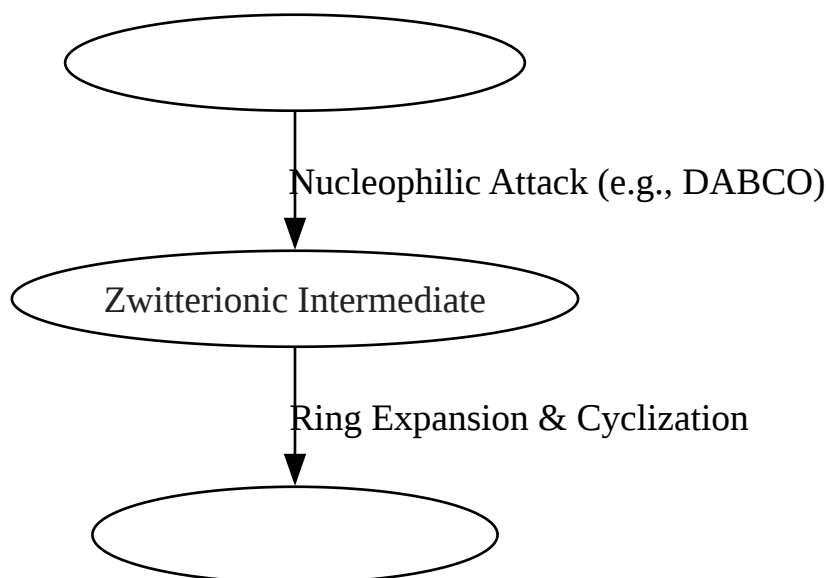 Nucleophilic Attack (e.g., DABCO)
Zwitterionic Intermediate
Ring Expansion & Cyclization